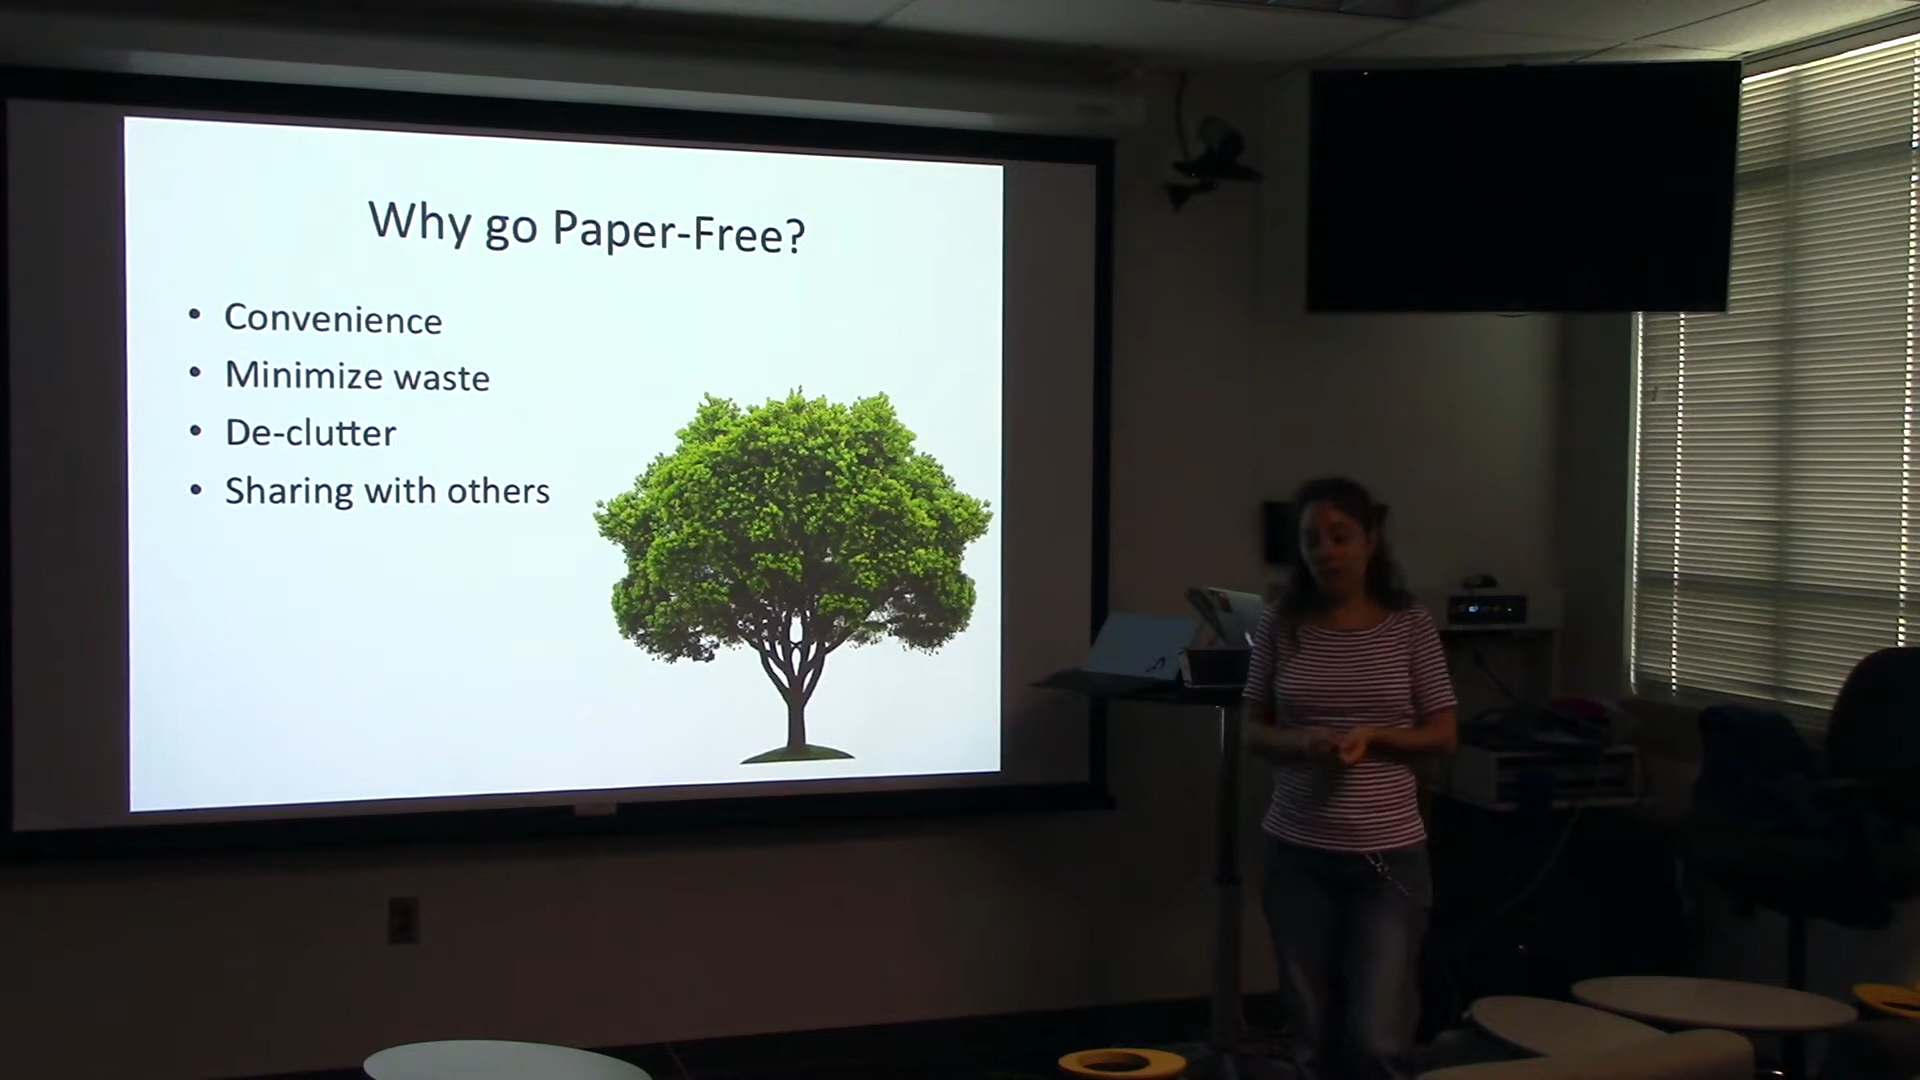 Why go Paper-Free?
• Convenience
• Minimize waste
• De-clutter
• Sharing with others